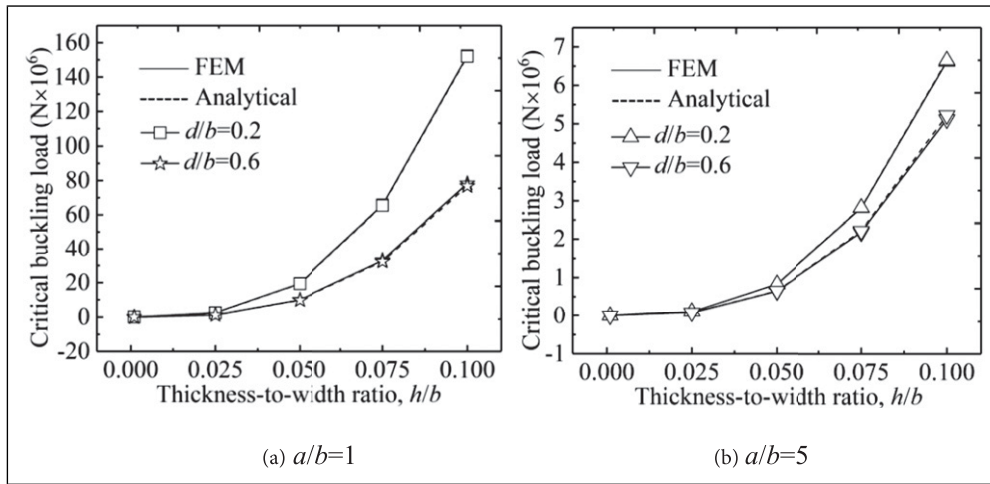 Critical buckling load (N×10⁶)
160
140
120
100
80
60
40
20
0
-20
FEM
Analytical
d/b=0.2
d/b=0.6
0.000 0.025 0.050 0.075 0.100
Thickness-to-width ratio, h/b
(a) a/b=1
Critical buckling load (N×10⁶)
7
6
5
4
3
2
1
0
-1
FEM
Analytical
d/b=0.2
d/b=0.6
0.000 0.025 0.050 0.075 0.100
Thickness-to-width ratio, h/b
(b) a/b=5